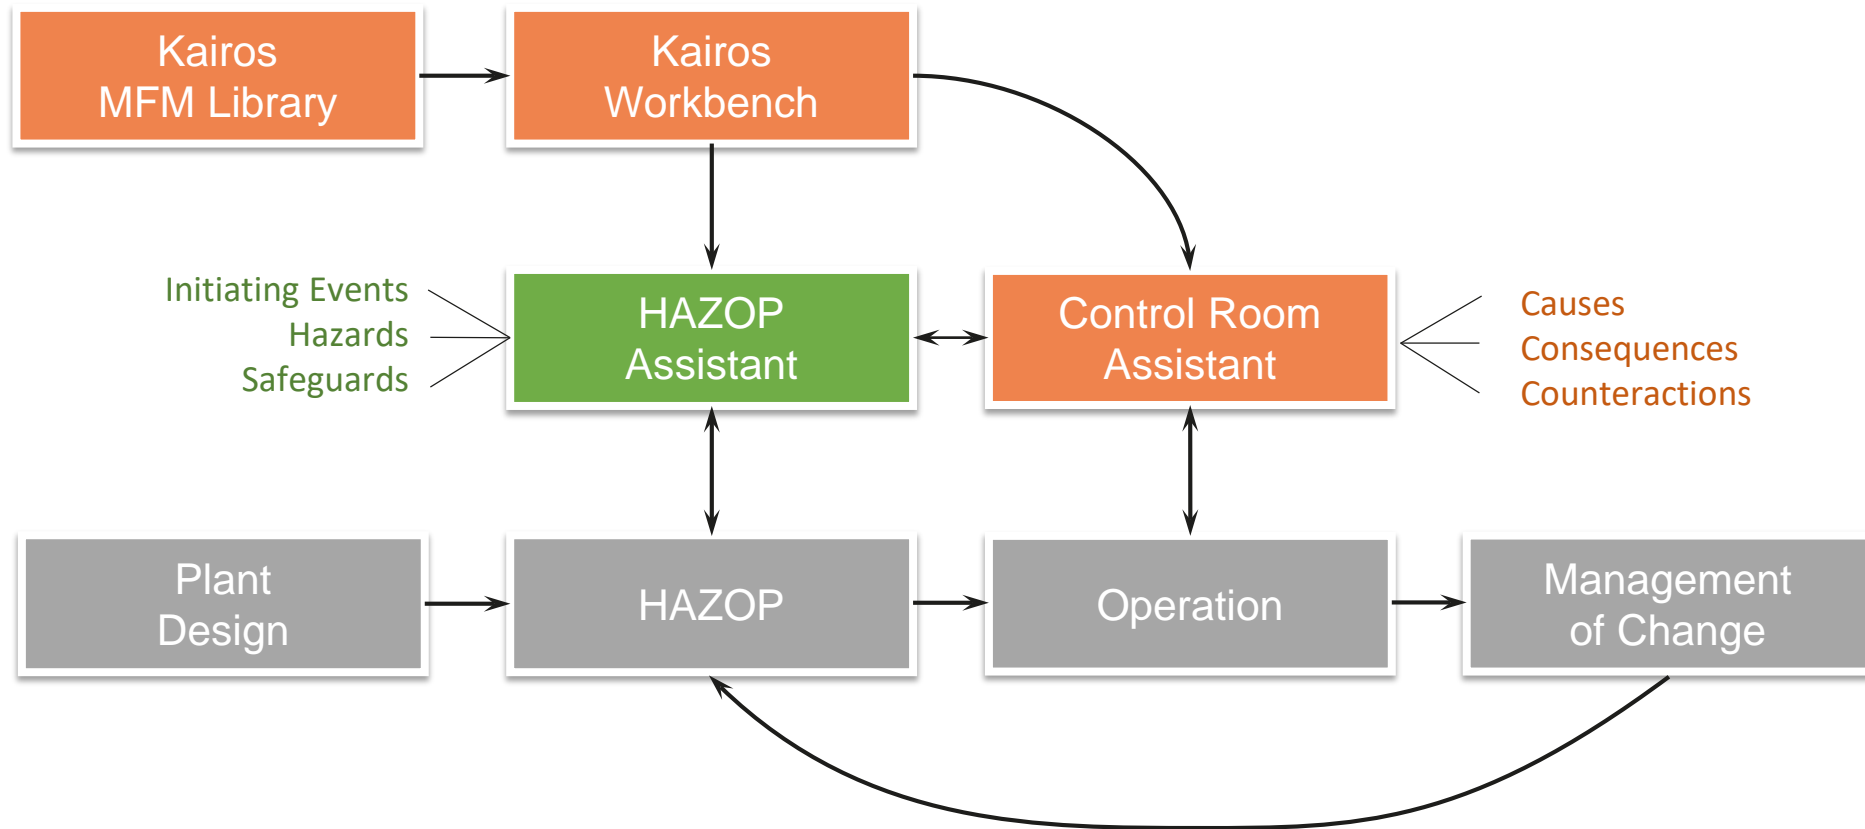 Kairos
MFM Library
Kairos
Workbench
Initiating Events
Hazards
Safeguards
HAZOP
Assistant
Control Room
Assistant
Causes
Consequences
Counteractions
Plant
Design
HAZOP
Operation
Management
of Change